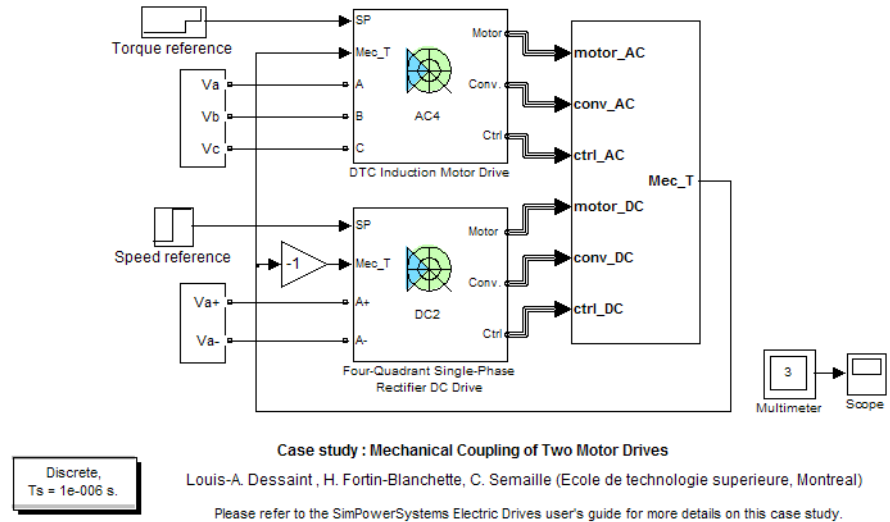 Torque reference
SP
Mec_T
A
B
C
Motor
Conv.
Ctrl
AC4
DTC Induction Motor Drive
Va
Vb
Vc
motor_AC
conv_AC
ctrl_AC
motor_DC
conv_DC
ctrl_DC
Mec_T
Speed reference
-1
SP
Mec_T
A+
A-
Motor
Conv.
Ctrl
DC2
Four-Quadrant Single-Phase
Rectifier DC Drive
Va+
Va-
3
Multimeter
Scope
Discrete,
Ts = 1e-006 s.
Case study : Mechanical Coupling of Two Motor Drives
Louis-A. Dessaint , H. Fortin-Blanchette, C. Semaille (Ecole de technologie superieure, Montreal)
Please refer to the SimPowerSystems Electric Drives user's guide for more details on this case study.